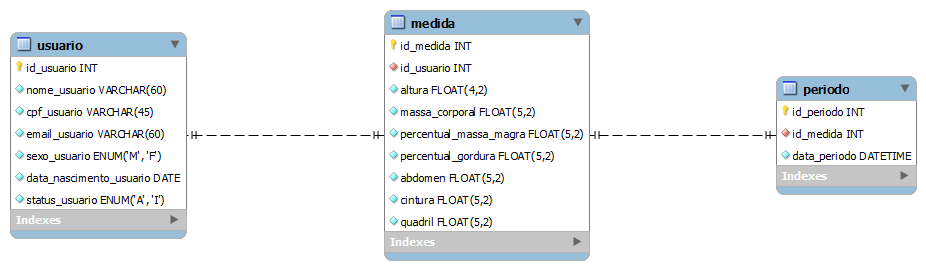 usuario
id_usuario INT
nome_usuario VARCHAR(60)
cpf_usuario VARCHAR(45)
email_usuario VARCHAR(60)
sexo_usuario ENUM('M', 'F')
data_nascimento_usuario DATE
status_usuario ENUM('A', 'I')
Indexes
medida
id_medida INT
id_usuario INT
altura FLOAT(4,2)
massa_corporal FLOAT(5,2)
percentual_massa_magra FLOAT(5,2)
percentual_gordura FLOAT(5,2)
abdomen FLOAT(5,2)
cintura FLOAT(5,2)
quadril FLOAT(5,2)
Indexes
periodo
id_periodo INT
id_medida INT
data_periodo DATETIME
Indexes